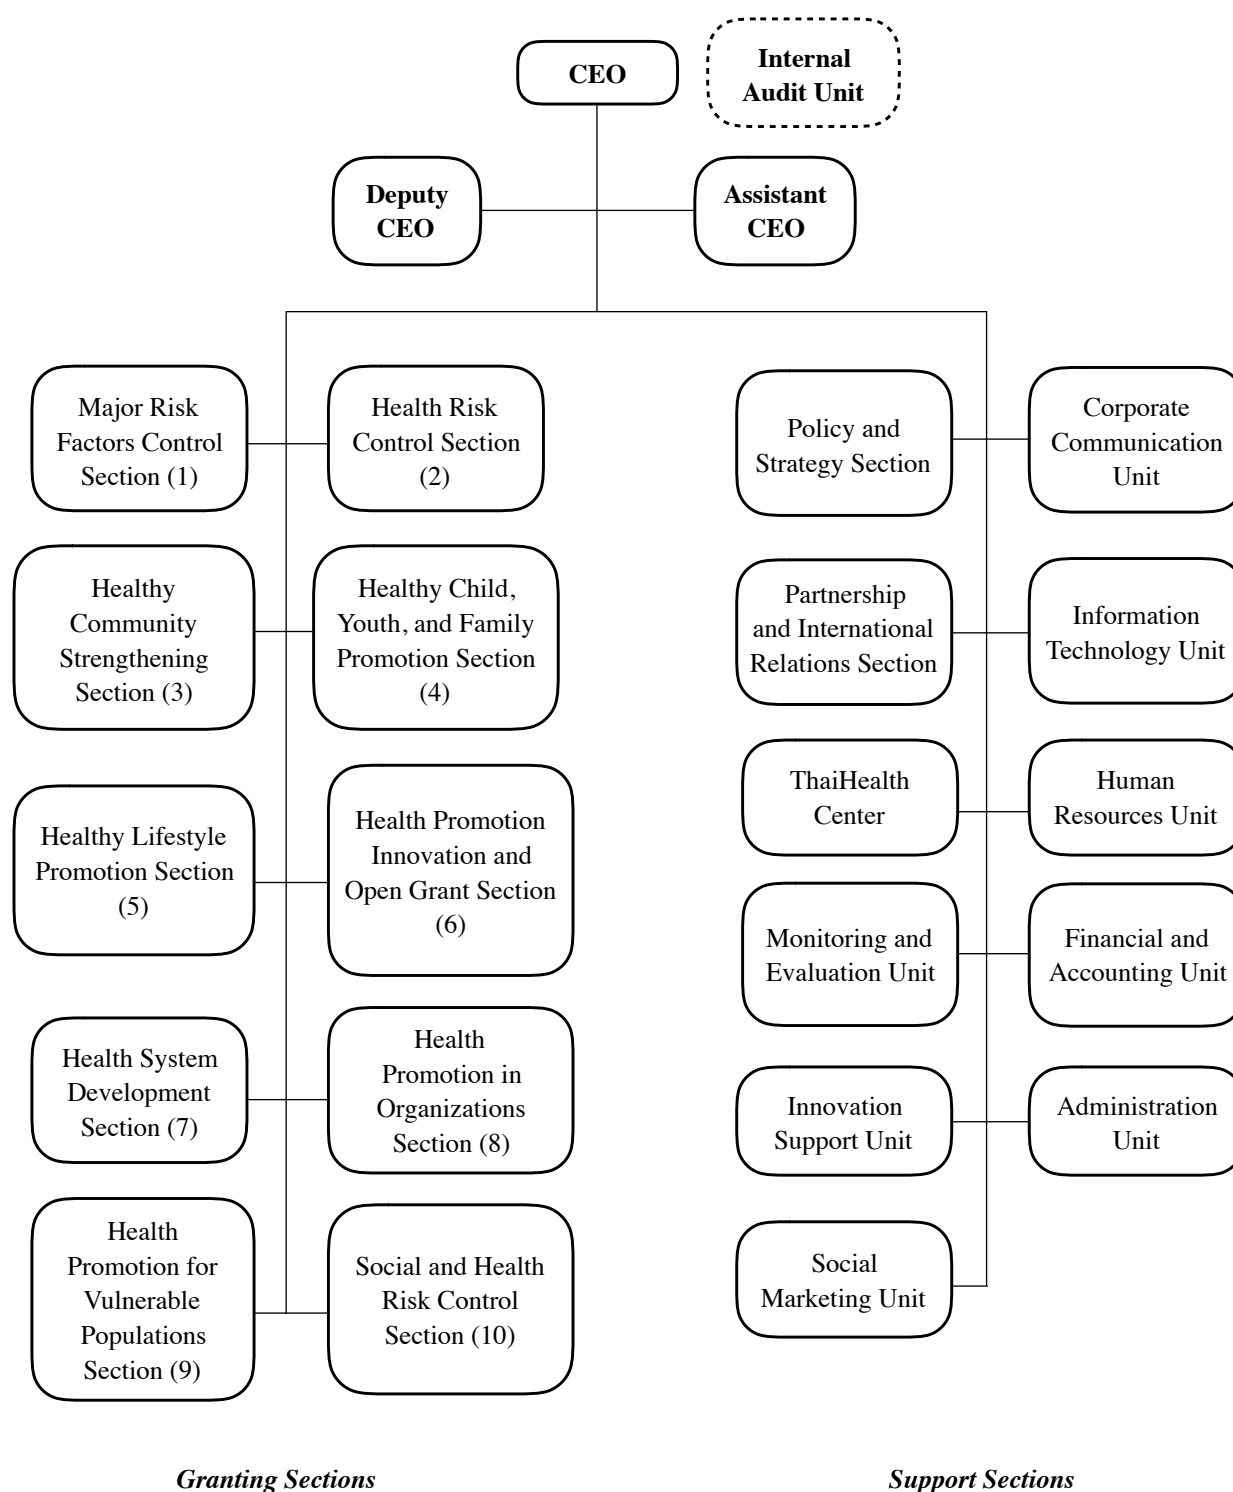 CEO
Internal
Audit Unit
Deputy
CEO
Assistant
CEO
Major Risk
Factors Control
Section (1)
Health Risk
Control Section
(2)
Policy and
Strategy Section
Corporate
Communication
Unit
Healthy
Community
Strengthening
Section (3)
Healthy Child,
Youth, and Family
Promotion Section
(4)
Partnership
and International
Relations Section
Information
Technology Unit
Healthy Lifestyle
Promotion Section
(5)
Health Promotion
Innovation and
Open Grant Section
(6)
ThaiHealth
Center
Human
Resources Unit
Monitoring and
Evaluation Unit
Financial and
Accounting Unit
Health System
Development
Section (7)
Health
Promotion in
Organizations
Section (8)
Innovation
Support Unit
Administration
Unit
Health
Promotion for
Vulnerable
Populations
Section (9)
Social and Health
Risk Control
Section (10)
Social
Marketing Unit
Granting Sections
Support Sections